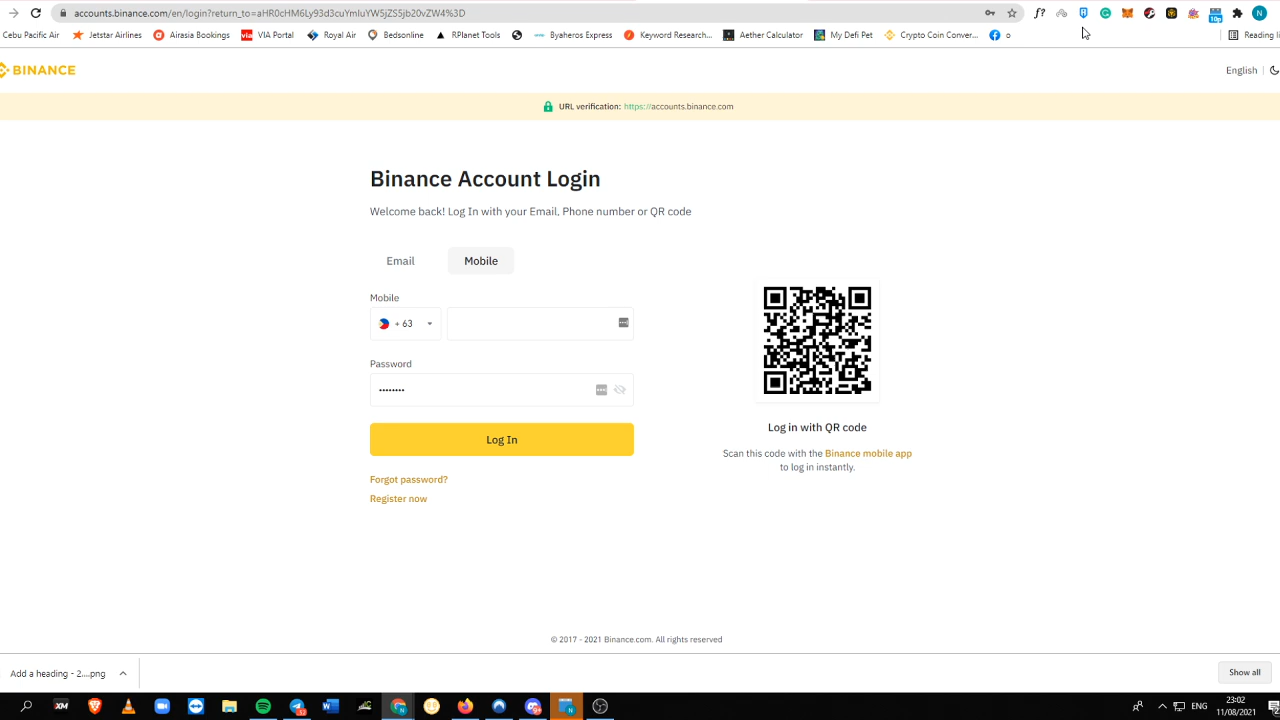 accounts.binance.com/en/login?return_to=aHR0cHM6Ly93d3cuYmluYW5jZS5jb20vZW4%3D
Cebu Pacific Air Jetstar Airlines Airasia Bookings VIA Portal Royal Air Bedsonline RPlanet Tools Byaheros Express Keyword Research... Aether Calculator My Defi Pet Crypto Coin Conver... o Reading li
BINANCE
English
URL verification: https://accounts.binance.com
Binance Account Login
Welcome back! Log In with your Email, Phone number or QR code
Email Mobile
Mobile
+ 63
Password
Log In
Forgot password?
Register now
Log in with QR code
Scan this code with the Binance mobile app
to log in instantly.
© 2017 - 2021 Binance.com. All rights reserved
Add a heading - 2....png
Show all
ENG
23:02
11/08/2021